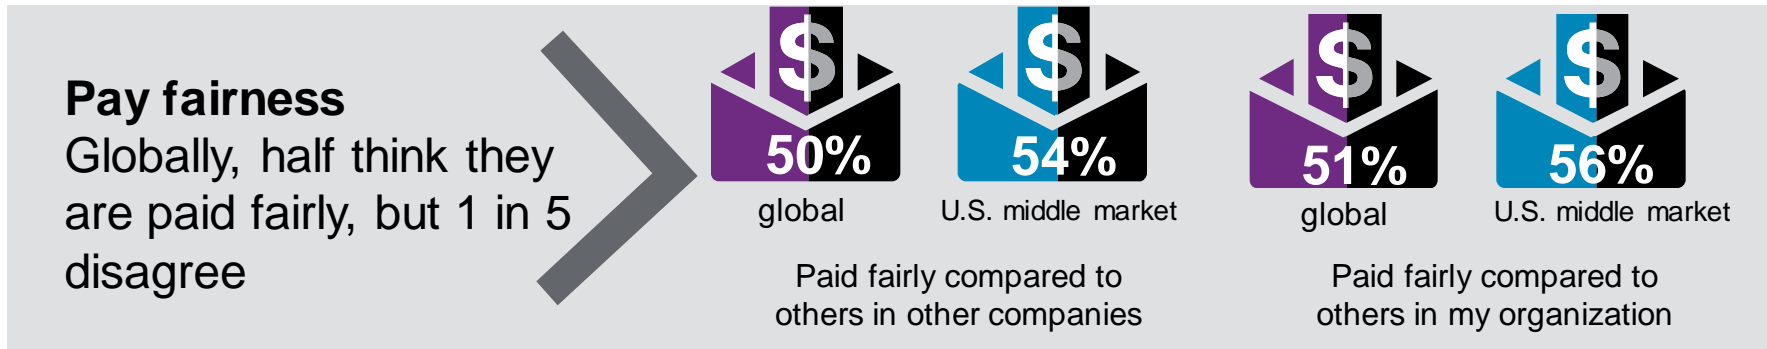 Pay fairness
Globally, half think they
are paid fairly, but 1 in 5
disagree
$
50%
global
$
54%
U.S. middle market
Paid fairly compared to
others in other companies
$
51%
global
$
56%
U.S. middle market
Paid fairly compared to
others in my organization